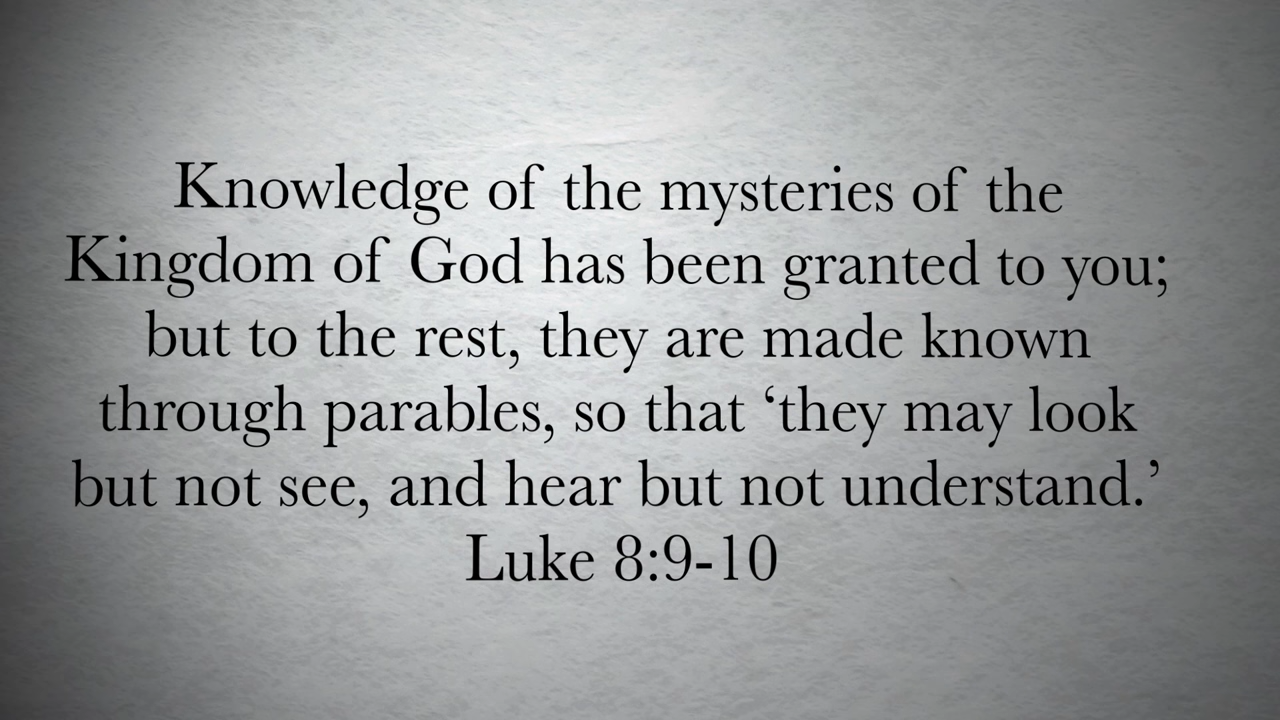 Knowledge of the mysteries of the
Kingdom of God has been granted to you;
but to the rest, they are made known
through parables, so that ‘they may look
but not see, and hear but not understand.’
Luke 8:9-10